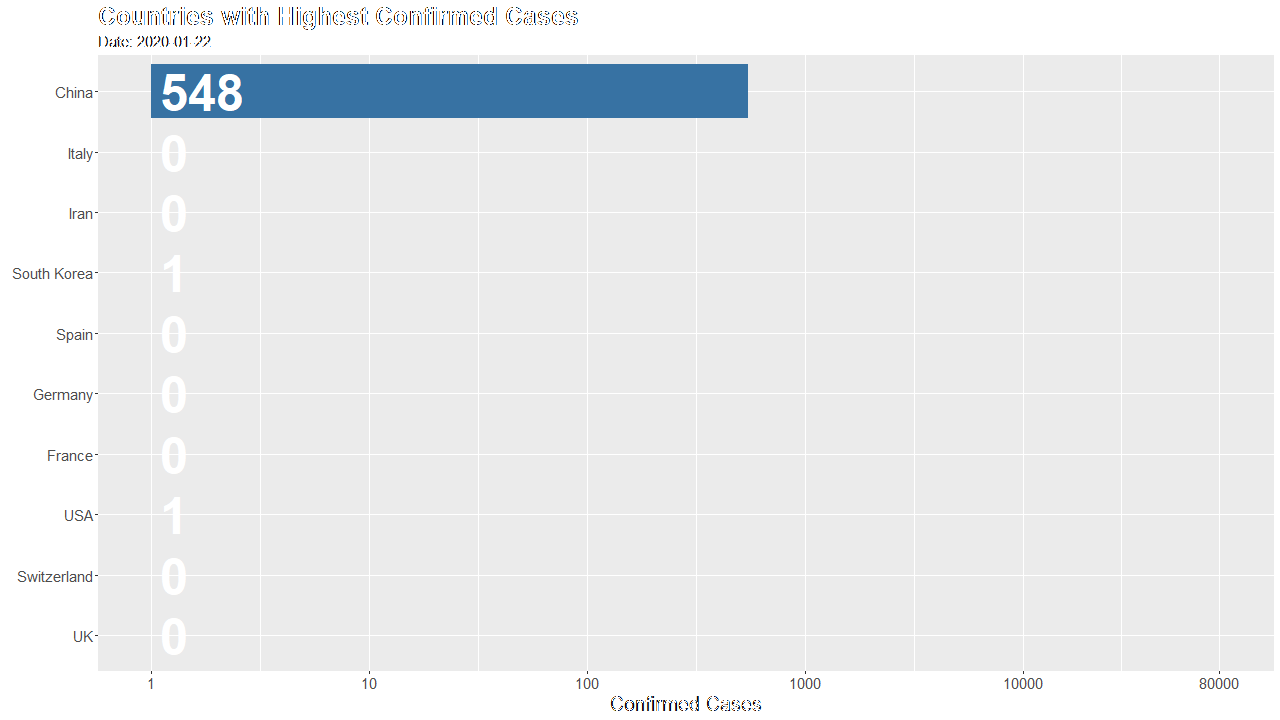 Countries with Highest Confirmed Cases
Date: 2020-01-22
China 548
Italy 0
Iran 0
South Korea 1
Spain 0
Germany 0
France 0
USA 1
Switzerland 0
UK 0
1 10 100 1000 10000 80000
Confirmed Cases